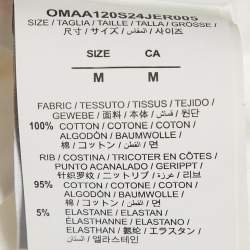 OMAA120S24JER005
SIZE / TAGLIA / TAILLE / TALLA / GRÖSSE /
尺寸 / サイズ / المقاس / 사이즈
SIZE CA
M M
FABRIC / TESSUTO / TISSUS / TEJIDO /
GEWEBE / 面料 / 本体 / قماش / 원단
100% COTTON / COTONE / COTON /
ALGODÓN / BAUMWOLLE /
棉 / コットン / قطن / 면
RIB / COSTINA / TRICOTER EN CÔTES /
PUNTO ACANALADO / GERIPPT /
针织罗纹 / ニットリブ / / 리브
95% COTTON / COTONE / COTON /
ALGODÓN / BAUMWOLLE /
棉 / コットン / قطن / 면
5% ELASTANE / ELASTAN /
ÉLASTHANNE / ELASTANO /
ELASTHAN / 氨纶 / エラスタン /
/ 엘라스테인